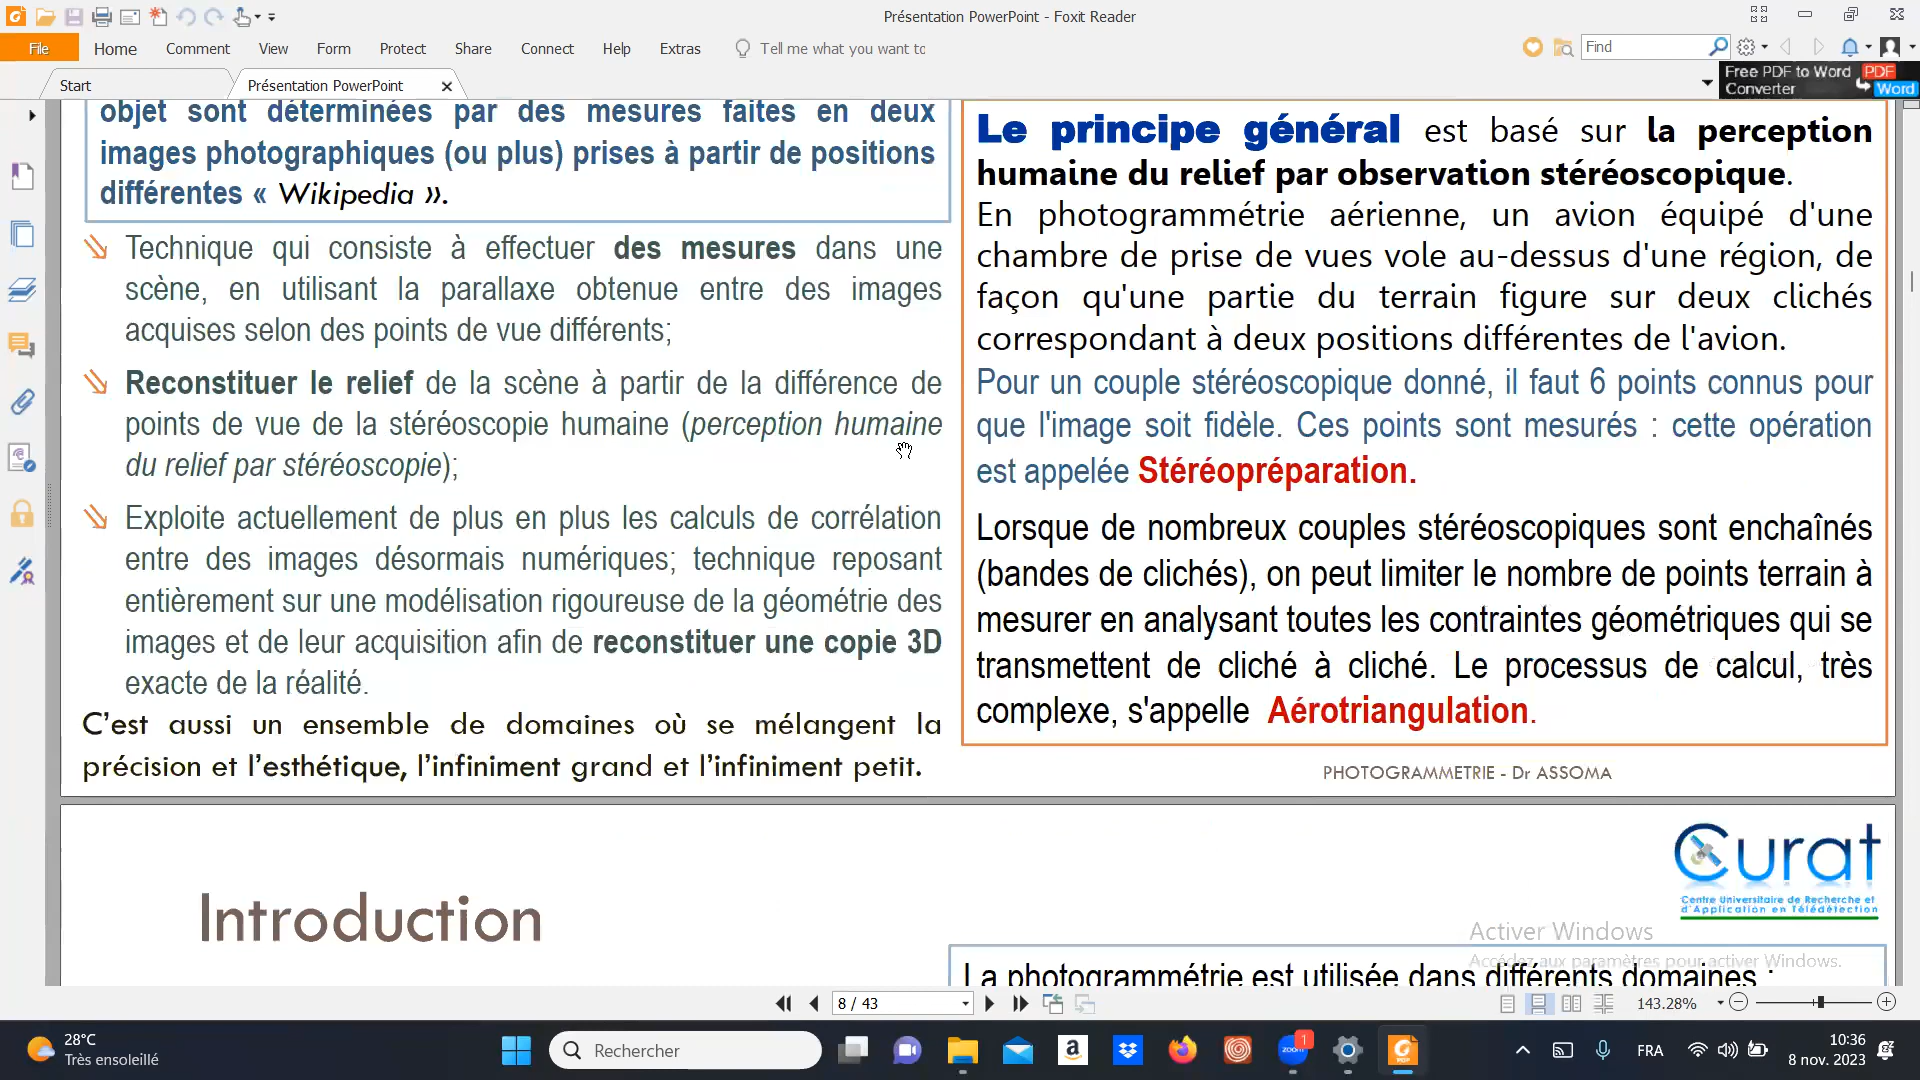 Présentation PowerPoint - Foxit Reader
File Home Comment View Form Protect Share Connect Help Extras Tell me what you want to Find
Start Présentation PowerPoint
Free PDF to Word PDF
Converter Word
objet sont déterminées par des mesures faites en deux
images photographiques (ou plus) prises à partir de positions
différentes « Wikipedia ».
Technique qui consiste à effectuer des mesures dans une
scène, en utilisant la parallaxe obtenue entre des images
acquises selon des points de vue différents;
Reconstituer le relief de la scène à partir de la différence de
points de vue de la stéréoscopie humaine (perception humaine
du relief par stéréoscopie);
Exploite actuellement de plus en plus les calculs de corrélation
entre des images désormais numériques; technique reposant
entièrement sur une modélisation rigoureuse de la géométrie des
images et de leur acquisition afin de reconstituer une copie 3D
exacte de la réalité.
C’est aussi un ensemble de domaines où se mélangent la
précision et l’esthétique, l’infiniment grand et l’infiniment petit.
Le principe général est basé sur la perception
humaine du relief par observation stéréoscopique.
En photogrammétrie aérienne, un avion équipé d'une
chambre de prise de vues vole au-dessus d'une région, de
façon qu'une partie du terrain figure sur deux clichés
correspondant à deux positions différentes de l'avion.
Pour un couple stéréoscopique donné, il faut 6 points connus pour
que l'image soit fidèle. Ces points sont mesurés : cette opération
est appelée Stéréopréparation.
Lorsque de nombreux couples stéréoscopiques sont enchaînés
(bandes de clichés), on peut limiter le nombre de points terrain à
mesurer en analysant toutes les contraintes géométriques qui se
transmettent de cliché à cliché. Le processus de calcul, très
complexe, s'appelle Aérotriangulation.
PHOTOGRAMMETRIE - Dr ASSOMA
Curat
Centre Universitaire de Recherche et
d'Application en Télédétection
Introduction
La photogrammétrie est utilisée dans différents domaines :
Activer Windows
Accédez aux paramètres pour activer Windows.
8 / 43
143.28%
28°C
Très ensoleillé
Rechercher
zoom
1
FRA
10:36
8 nov. 2023